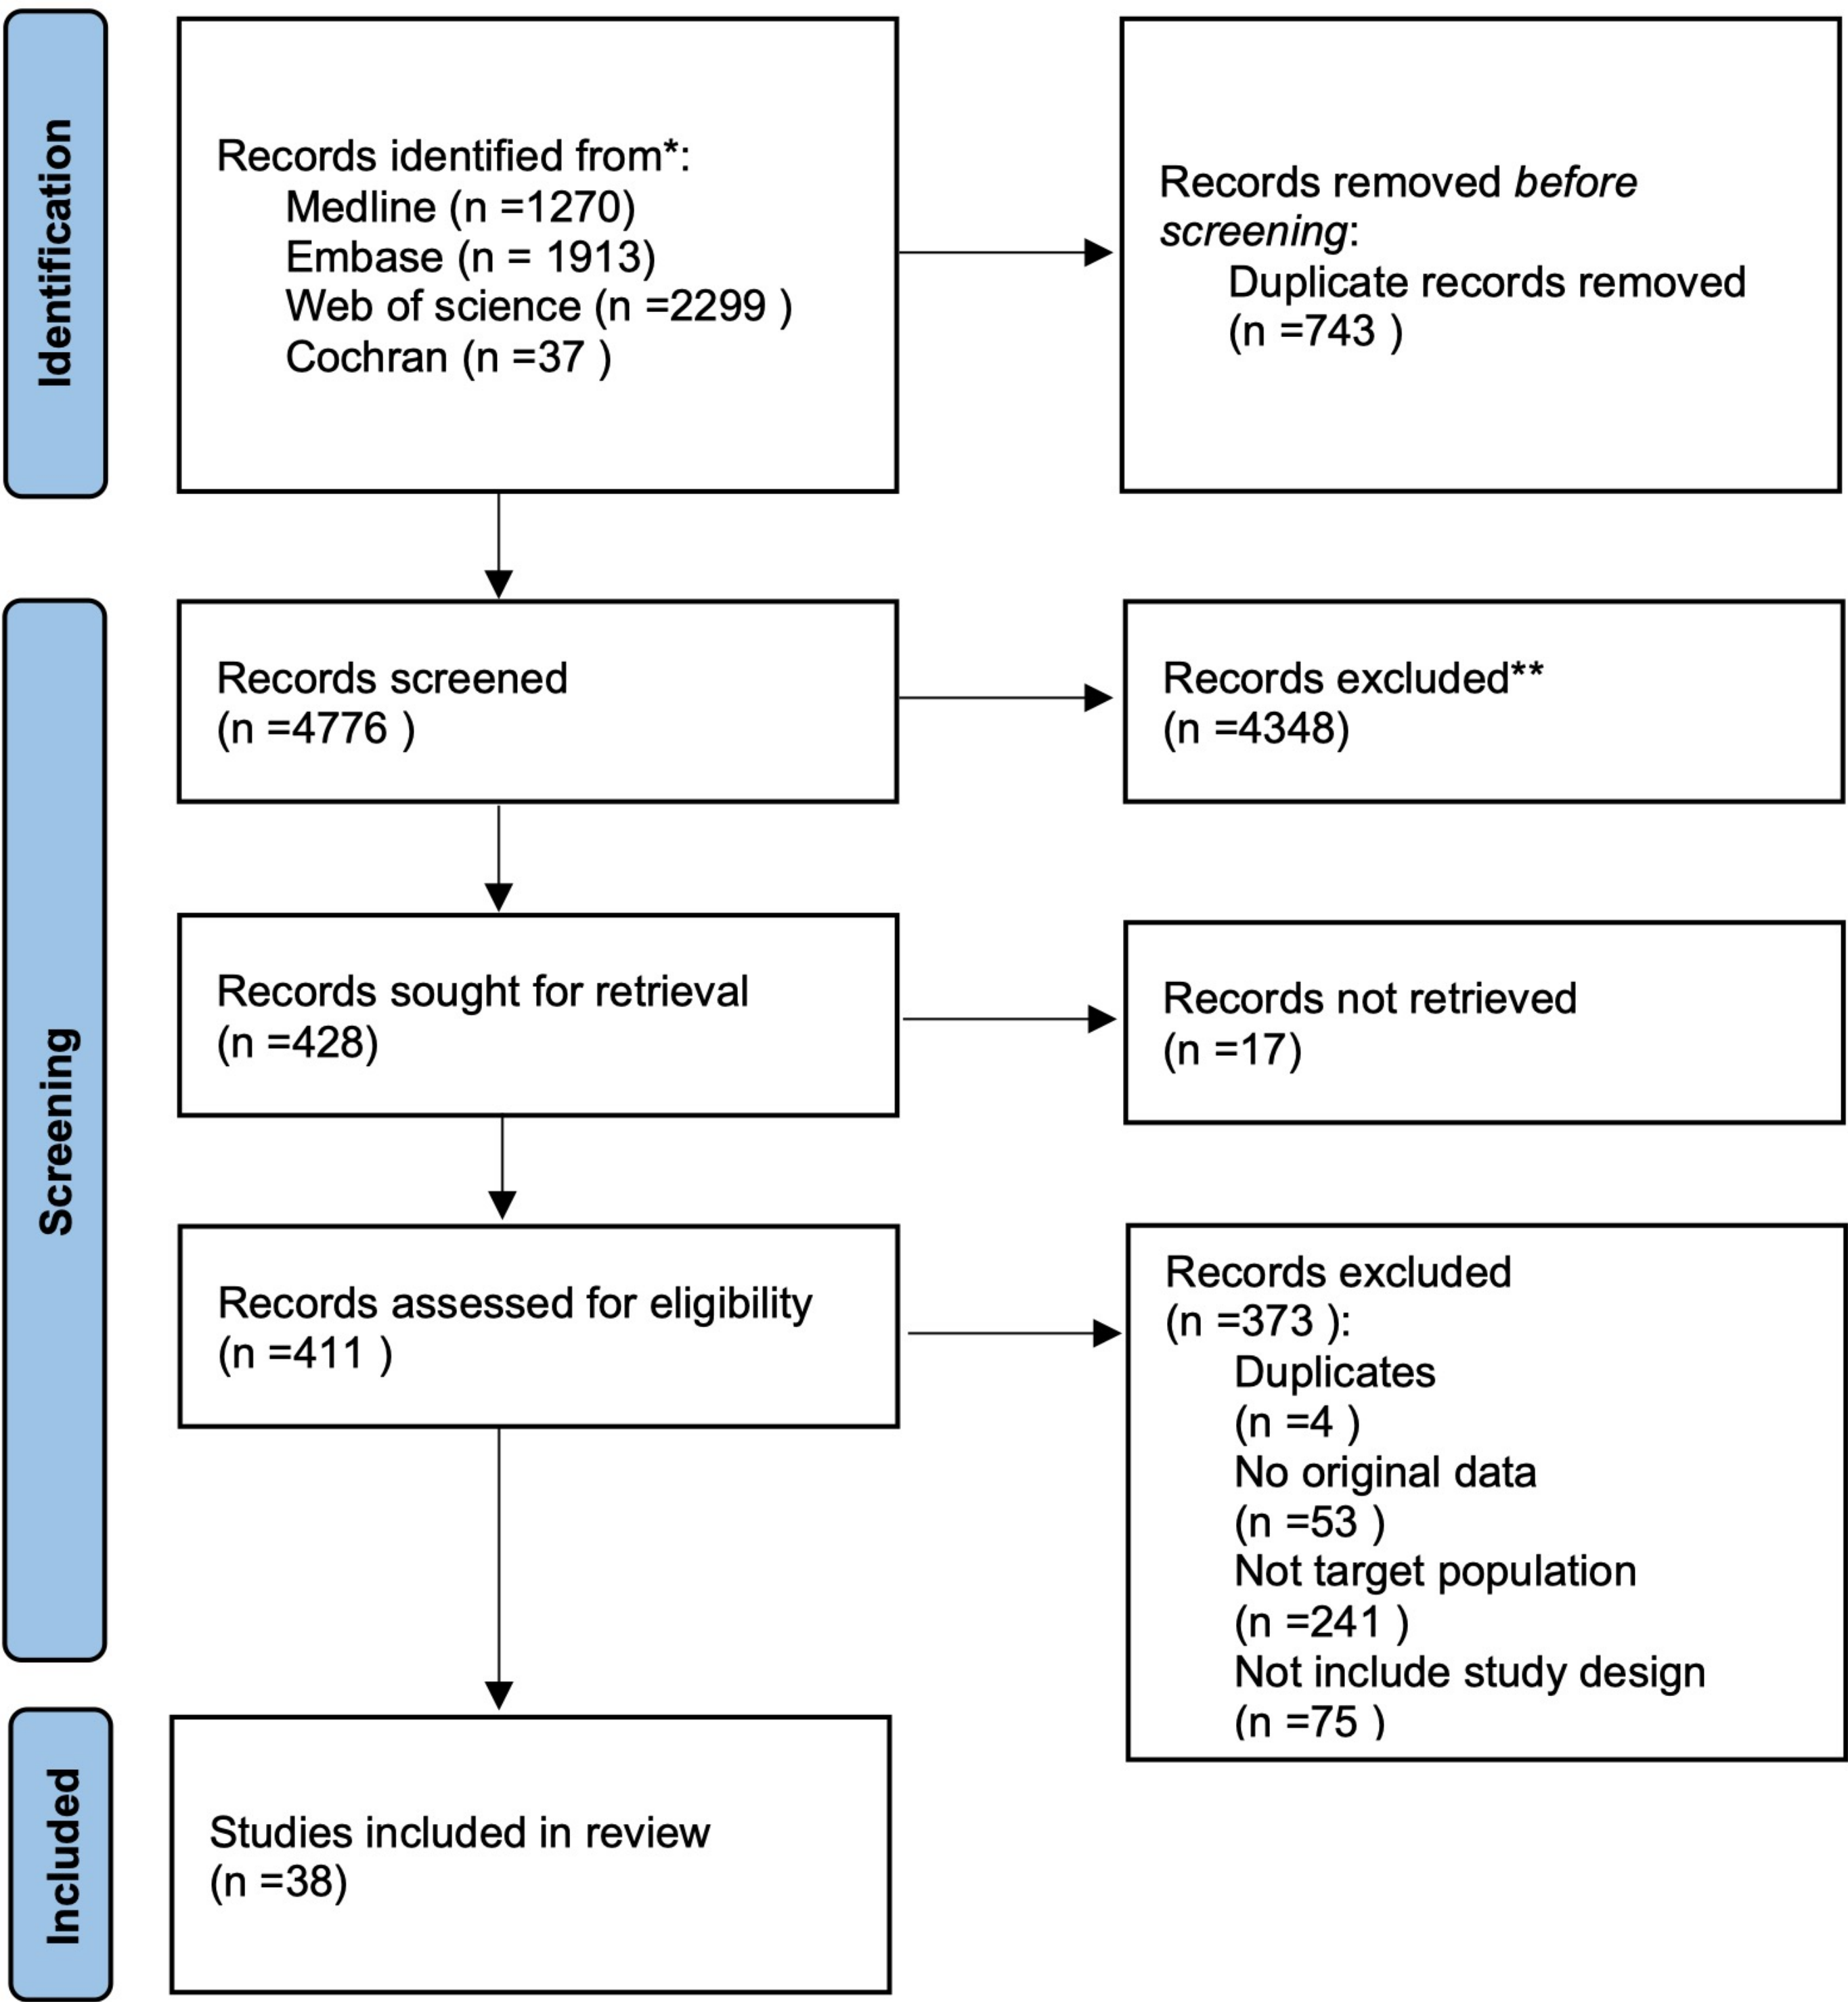 Identification
Records identified from*:
Medline (n =1270)
Embase (n = 1913)
Web of science (n =2299 )
Cochran (n =37 )
Records removed before
screening:
Duplicate records removed
(n =743 )
Screening
Records screened
(n =4776 )
Records excluded**
(n =4348)
Records sought for retrieval
(n =428)
Records not retrieved
(n =17)
Records assessed for eligibility
(n =411 )
Records excluded
(n =373 ):
Duplicates
(n =4 )
No original data
(n =53 )
Not target population
(n =241 )
Not include study design
(n =75 )
Included
Studies included in review
(n =38)